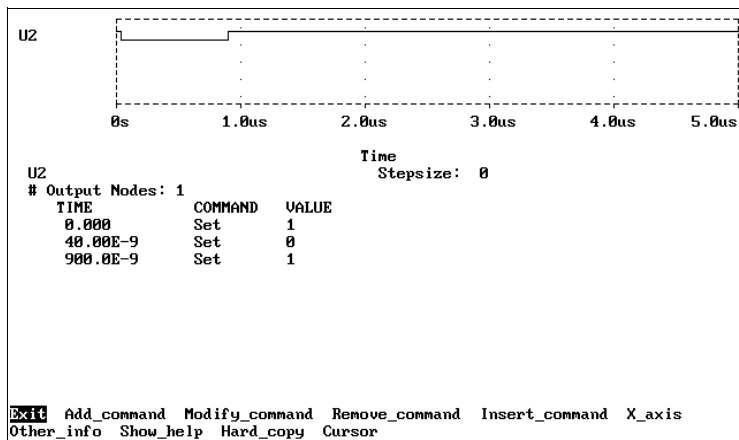 U2
0s 1.0us 2.0us 3.0us 4.0us 5.0us
Time
U2 Stepsize: 0
# Output Nodes: 1
TIME COMMAND VALUE
0.000 Set 1
40.00E-9 Set 0
900.0E-9 Set 1
Exit Add_command Modify_command Remove_command Insert_command X_axis
Other_info Show_help Hard_copy Cursor